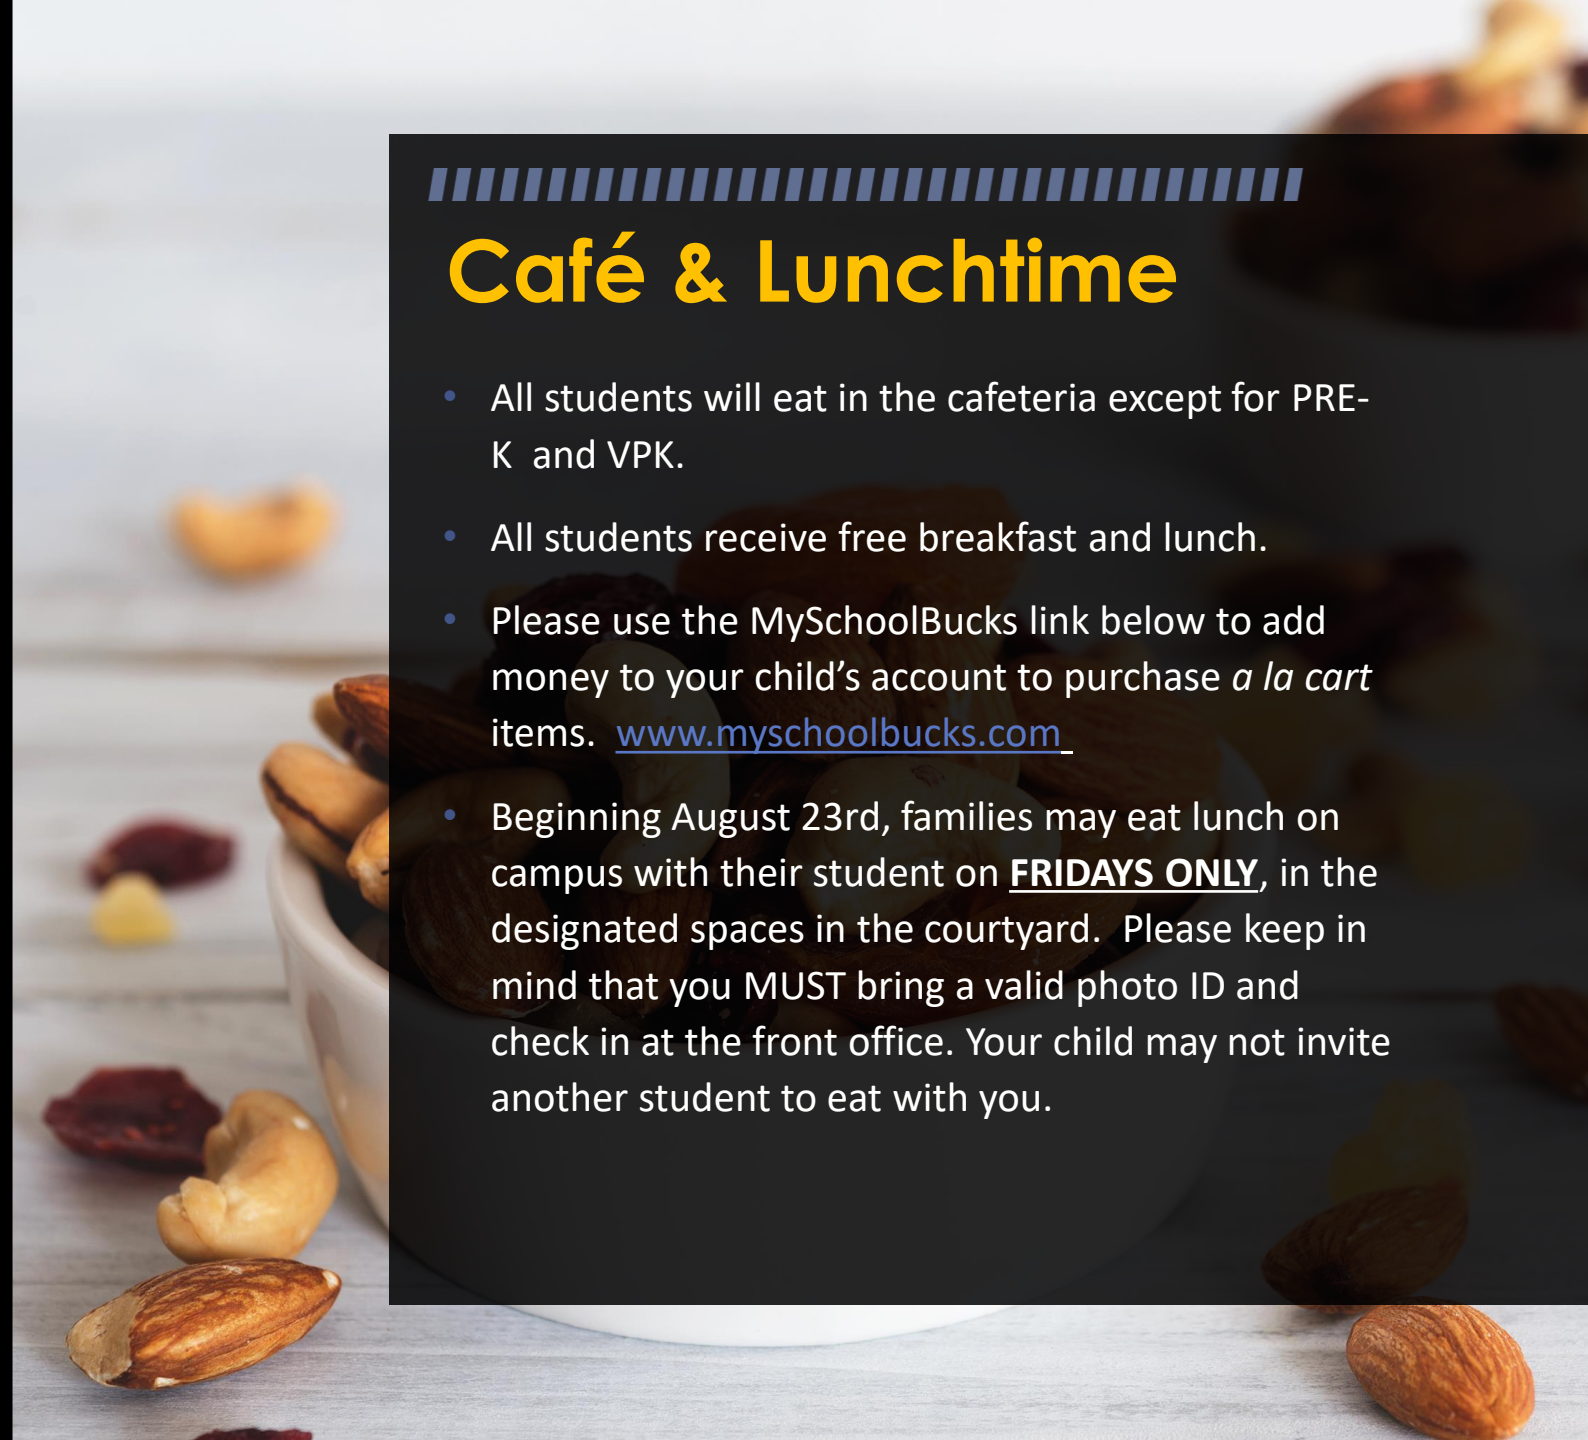 Café & Lunchtime
• All students will eat in the cafeteria except for PRE-
K  and VPK.
• All students receive free breakfast and lunch.
• Please use the MySchoolBucks link below to add
money to your child’s account to purchase a la cart
items.  www.myschoolbucks.com
• Beginning August 23rd, families may eat lunch on
campus with their student on FRIDAYS ONLY, in the
designated spaces in the courtyard.  Please keep in
mind that you MUST bring a valid photo ID and
check in at the front office. Your child may not invite
another student to eat with you.